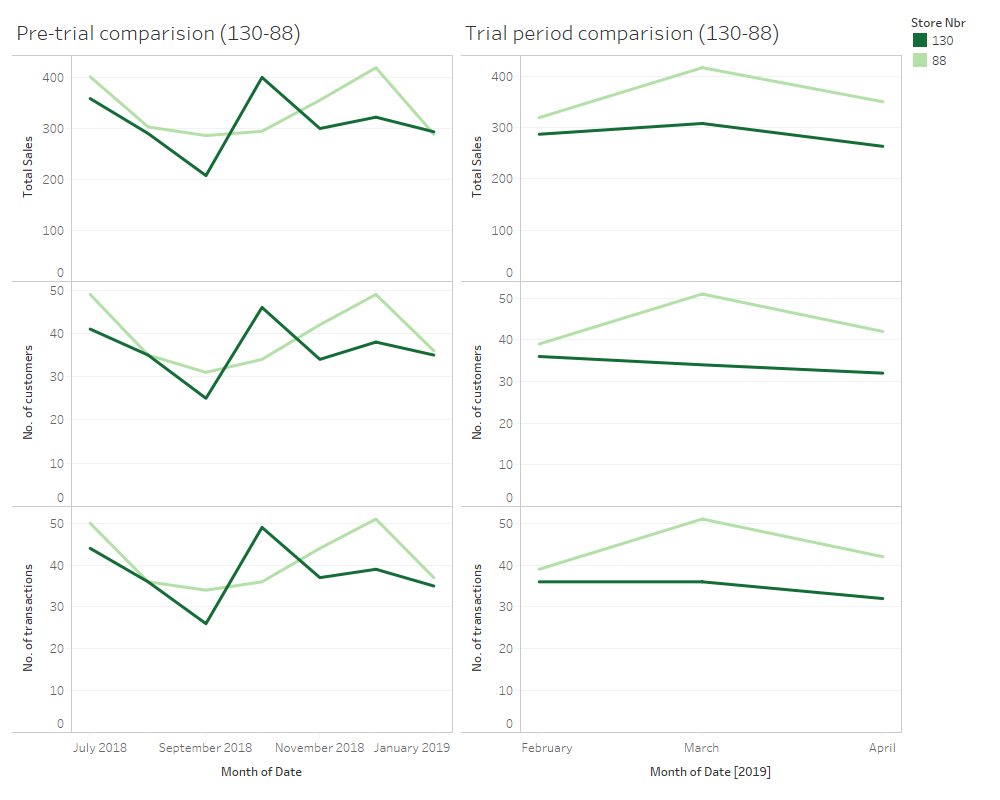 Pre-trial comparision (130-88)
Trial period comparision (130-88)
Store Nbr
130
88
400
300
200
100
0
Total Sales
400
300
200
100
0
Total Sales
50
40
30
20
10
0
No. of customers
50
40
30
20
10
0
No. of customers
50
40
30
20
10
0
No. of transactions
50
40
30
20
10
0
No. of transactions
July 2018 September 2018 November 2018 January 2019
Month of Date
February March April
Month of Date [2019]